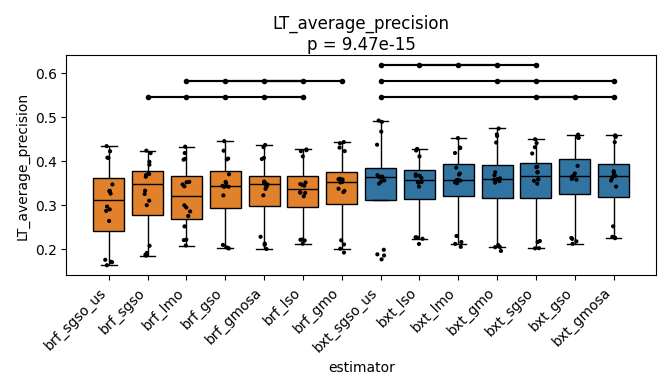 LT_average_precision
p = 9.47e-15
LT_average_precision
0.6
0.5
0.4
0.3
0.2
brf_sgso_us
brf_sgso
brf_lmo
brf_gso
brf_gmosa
brf_lso
brf_gmo
bxt_sgso_us
bxt_lso
bxt_lmo
bxt_gmo
bxt_sgso
bxt_gso
bxt_gmosa
estimator